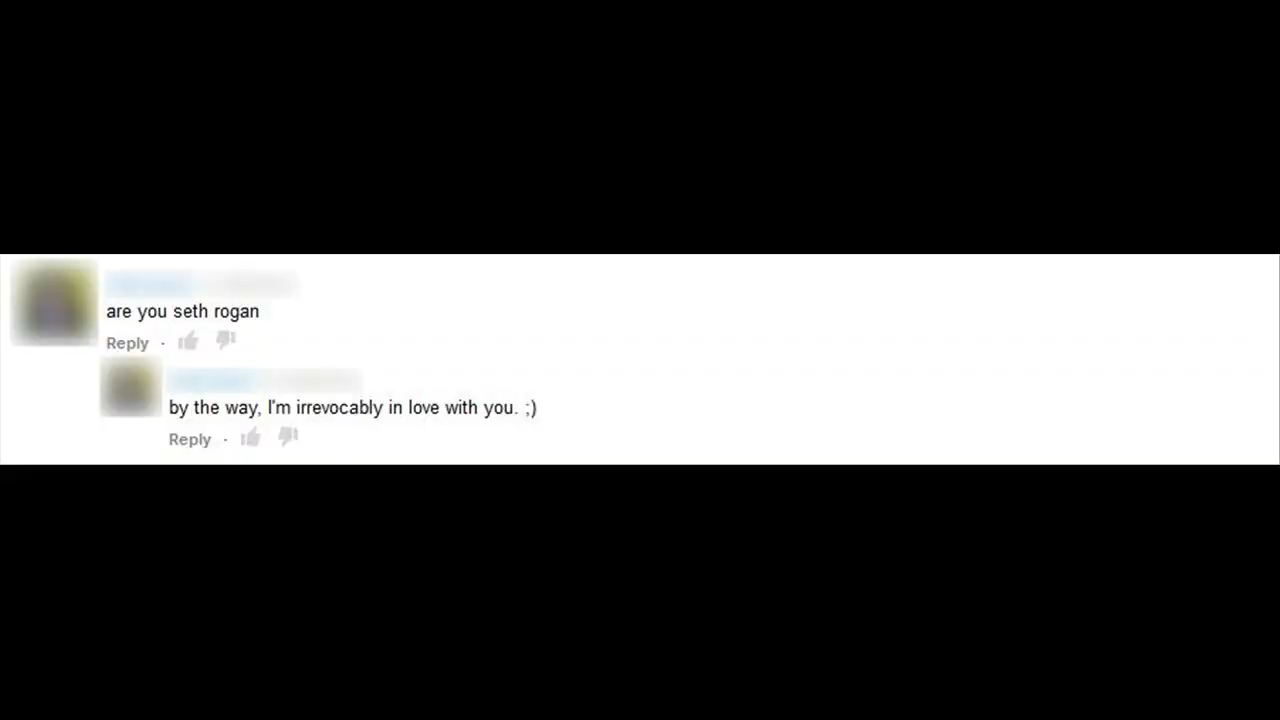 are you seth rogan
Reply ·
by the way, I'm irrevocably in love with you. ;)
Reply ·